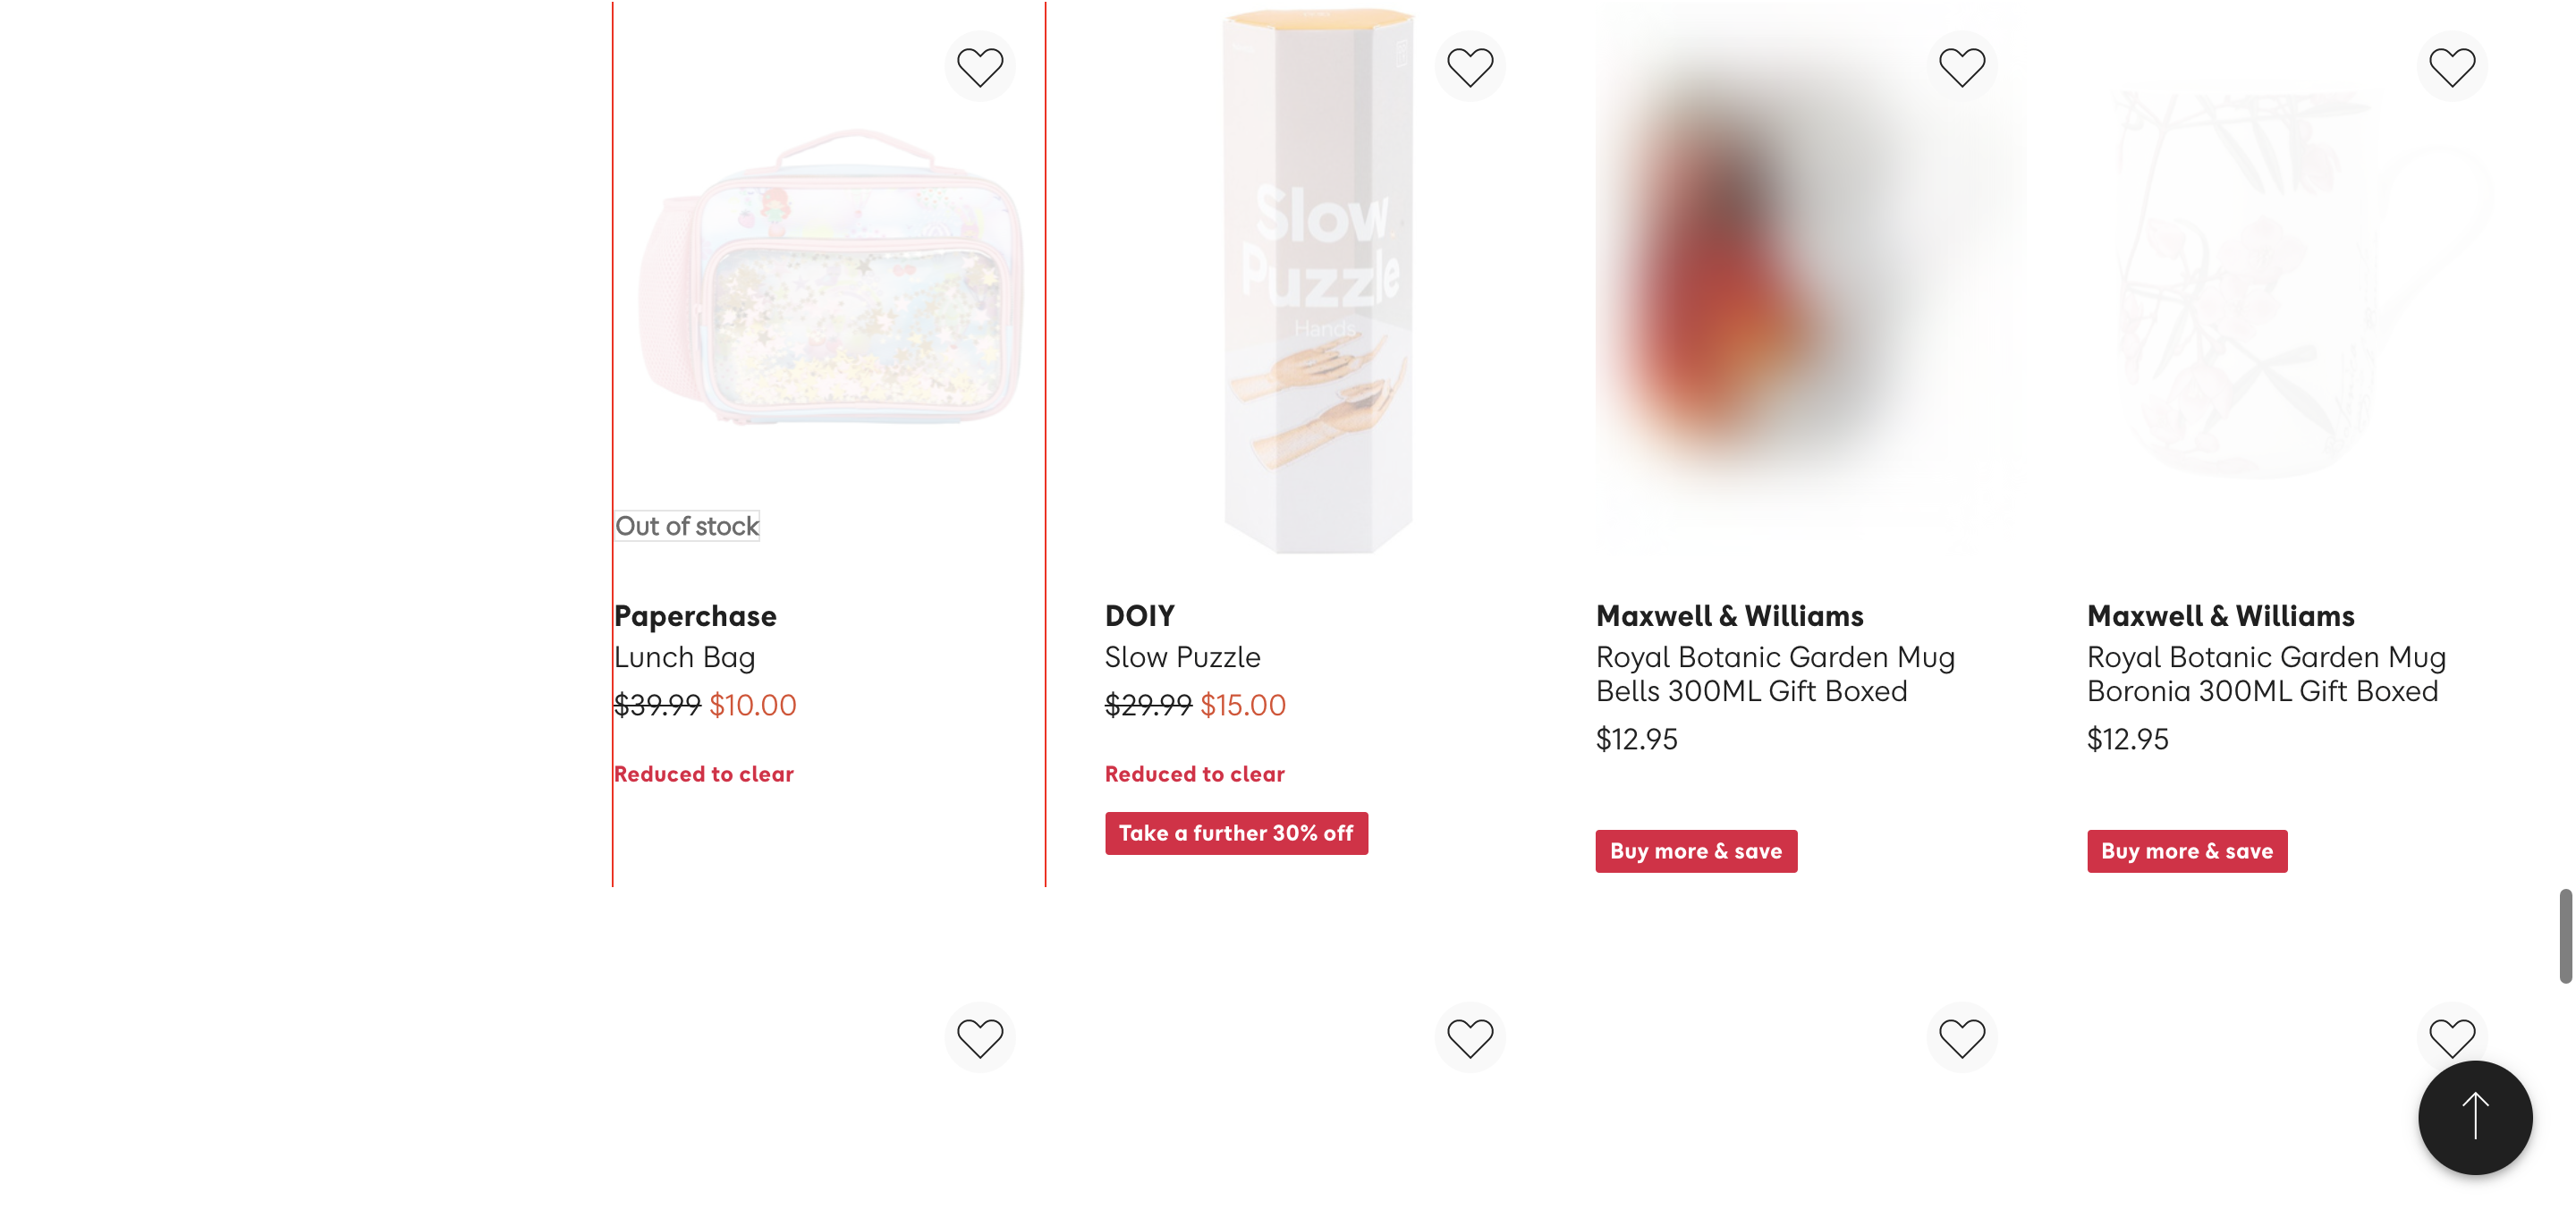 Slow
Puzzle
Hands
Out of stock
Paperchase
Lunch Bag
$39.99 $10.00
Reduced to clear
DOIY
Slow Puzzle
$29.99 $15.00
Reduced to clear
Take a further 30% off
Maxwell & Williams
Royal Botanic Garden Mug
Bells 300ML Gift Boxed
$12.95
Buy more & save
Maxwell & Williams
Royal Botanic Garden Mug
Boronia 300ML Gift Boxed
$12.95
Buy more & save